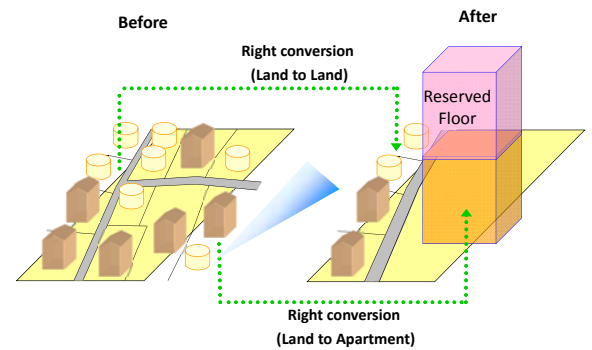 Before
After
Right conversion
(Land to Land)
Reserved
Floor
Right conversion
(Land to Apartment)